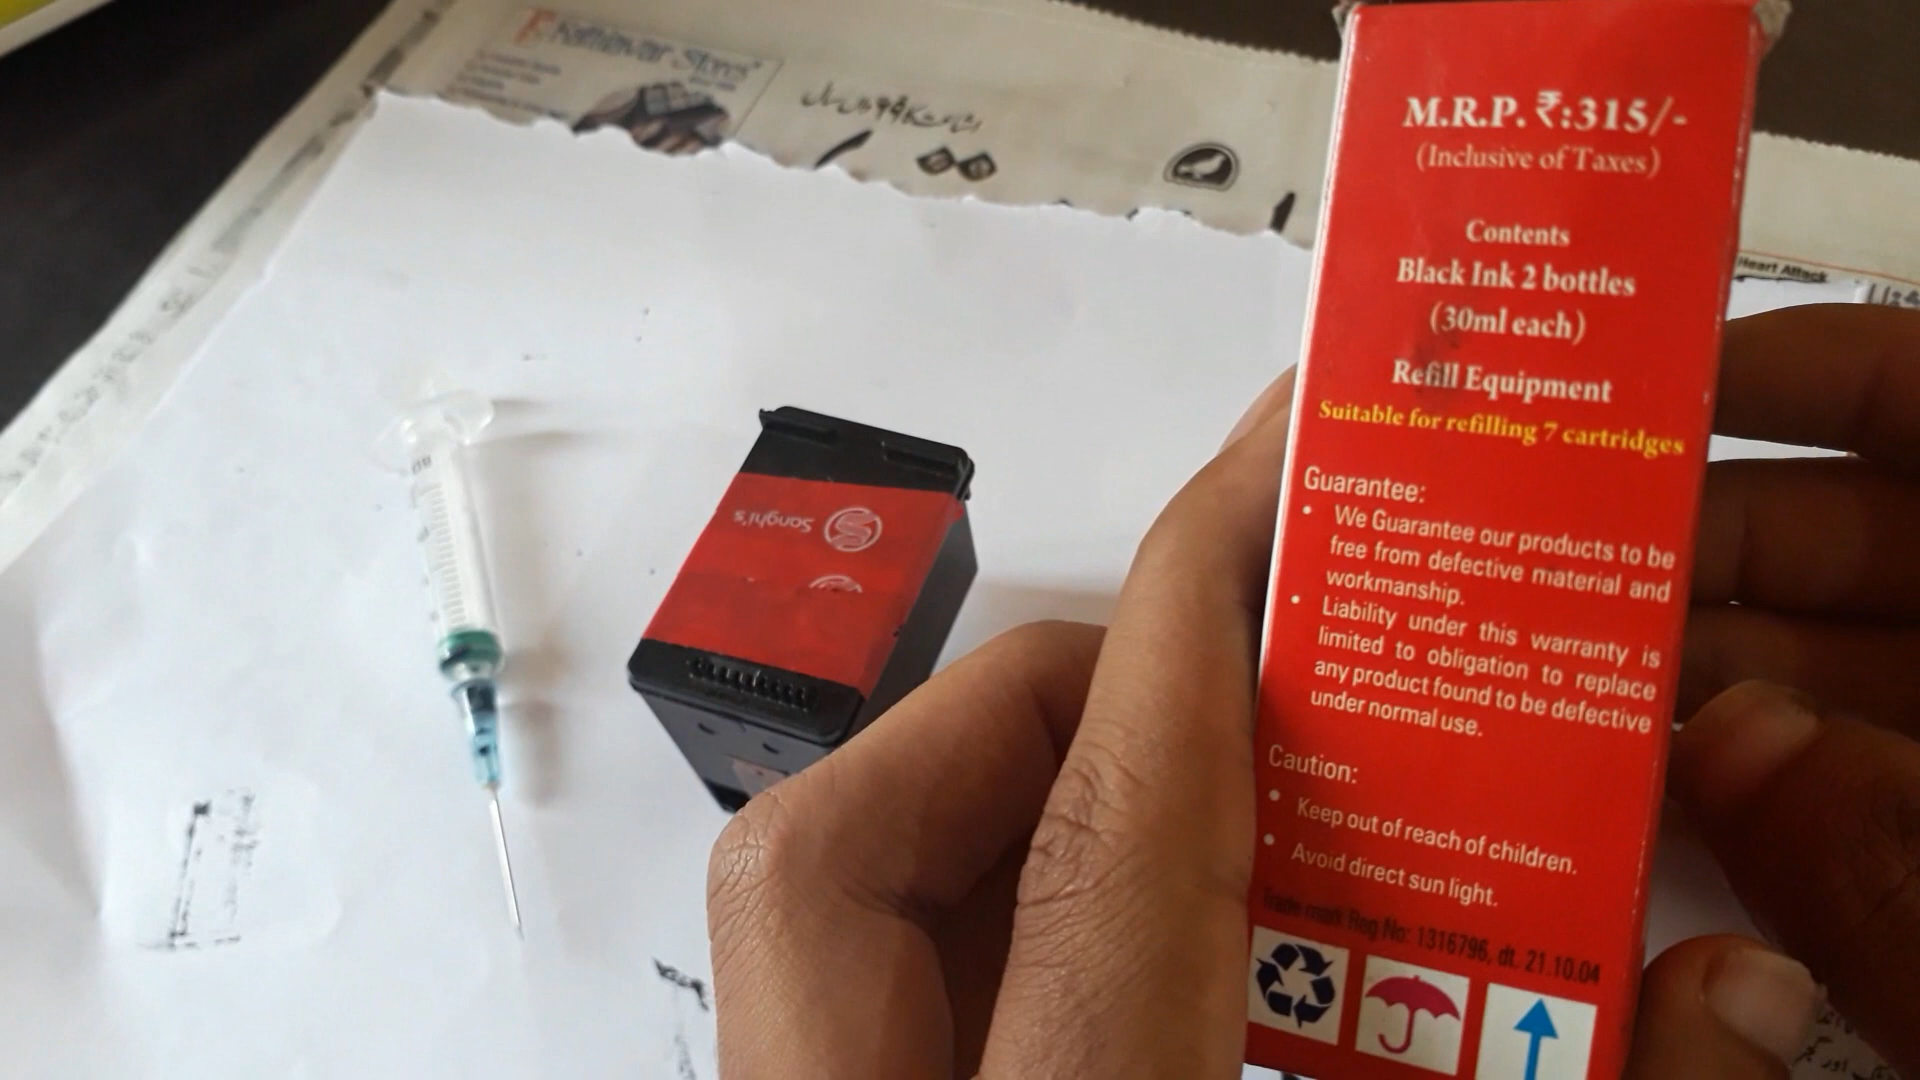 Kathiawar Stores
M.R.P. ₹:315/-
(Inclusive of Taxes)
Contents
Black Ink 2 bottles
(30ml each)
Refill Equipment
Suitable for refilling 7 cartridges
Guarantee:
• We Guarantee our products to be
free from defective material and
workmanship.
• Liability under this warranty is
limited to obligation to replace
any product found to be defective
under normal use.
Caution:
• Keep out of reach of children.
• Avoid direct sun light.
Trade mark Reg No: 1316796, dt. 21.10.04
Sanghi's
Heart Attack